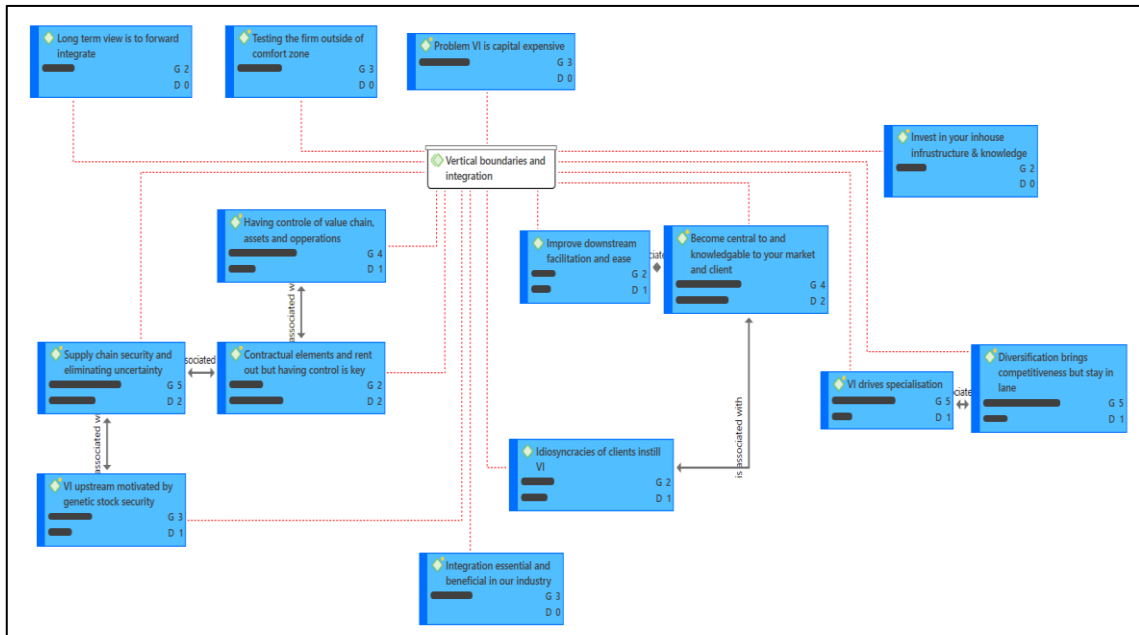 Long term view is to forward
integrate
G 2
D 0
Testing the firm outside of
comfort zone
G 3
D 0
Problem VI is capital expensive
G 3
D 0
Invest in your inhouse
infrustructure & knowledge
G 2
D 0
Vertical boundaries and
integration
Having controle of value chain,
assets and opperations
G 4
D 1
Improve downstream
facilitation and ease
G 2
D 1
ciate
Become central to and
knowledgable to your market
and client
G 4
D 2
associated w
Supply chain security and
eliminating uncertainty
G 5
D 2
sociated
Contractual elements and rent
out but having control is key
G 2
D 2
VI drives specialisation
G 5
D 1
ciate
Diversification brings
competitiveness but stay in
lane
G 5
D 1
associated w
is associated with
Idiosyncracies of clients instill
VI
G 2
D 1
VI upstream motivated by
genetic stock security
G 3
D 1
Integration essential and
beneficial in our industry
G 3
D 0